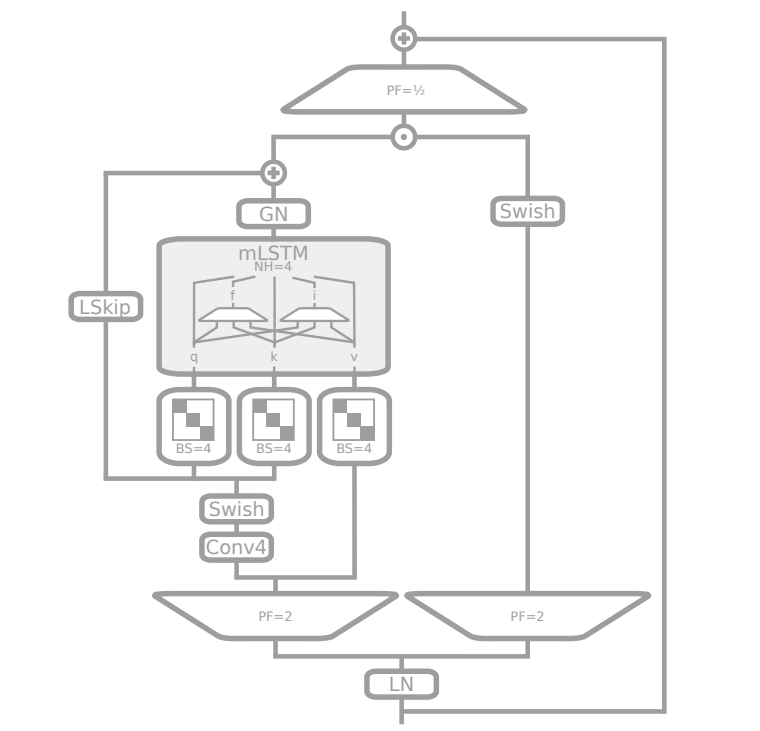 PF=½
GN
Swish
mLSTM
NH=4
f
i
LSkip
q
k
v
BS=4
BS=4
BS=4
Swish
Conv4
PF=2
PF=2
LN